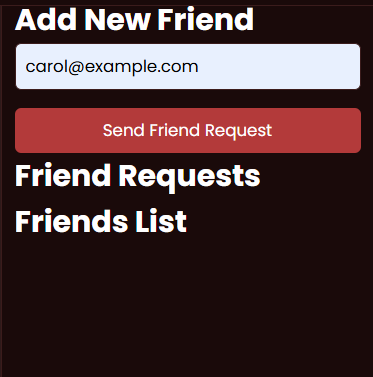 Add New Friend
carol@example.com
Send Friend Request
Friend Requests
Friends List